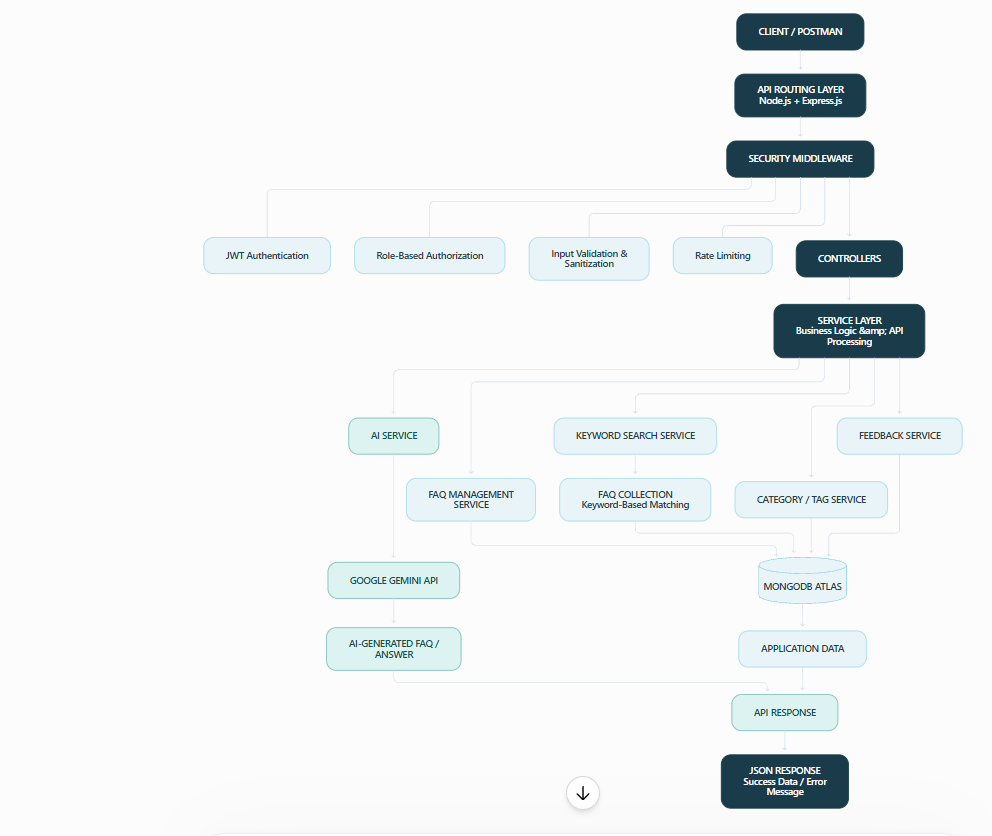 CLIENT / POSTMAN
API ROUTING LAYER
Node.js + Express.js
SECURITY MIDDLEWARE
JWT Authentication
Role-Based Authorization
Input Validation &
Sanitization
Rate Limiting
CONTROLLERS
SERVICE LAYER
Business Logic &amp; API
Processing
AI SERVICE
KEYWORD SEARCH SERVICE
FEEDBACK SERVICE
FAQ MANAGEMENT
SERVICE
FAQ COLLECTION
Keyword-Based Matching
CATEGORY / TAG SERVICE
GOOGLE GEMINI API
MONGODB ATLAS
AI-GENERATED FAQ /
ANSWER
APPLICATION DATA
API RESPONSE
JSON RESPONSE
Success Data / Error
Message